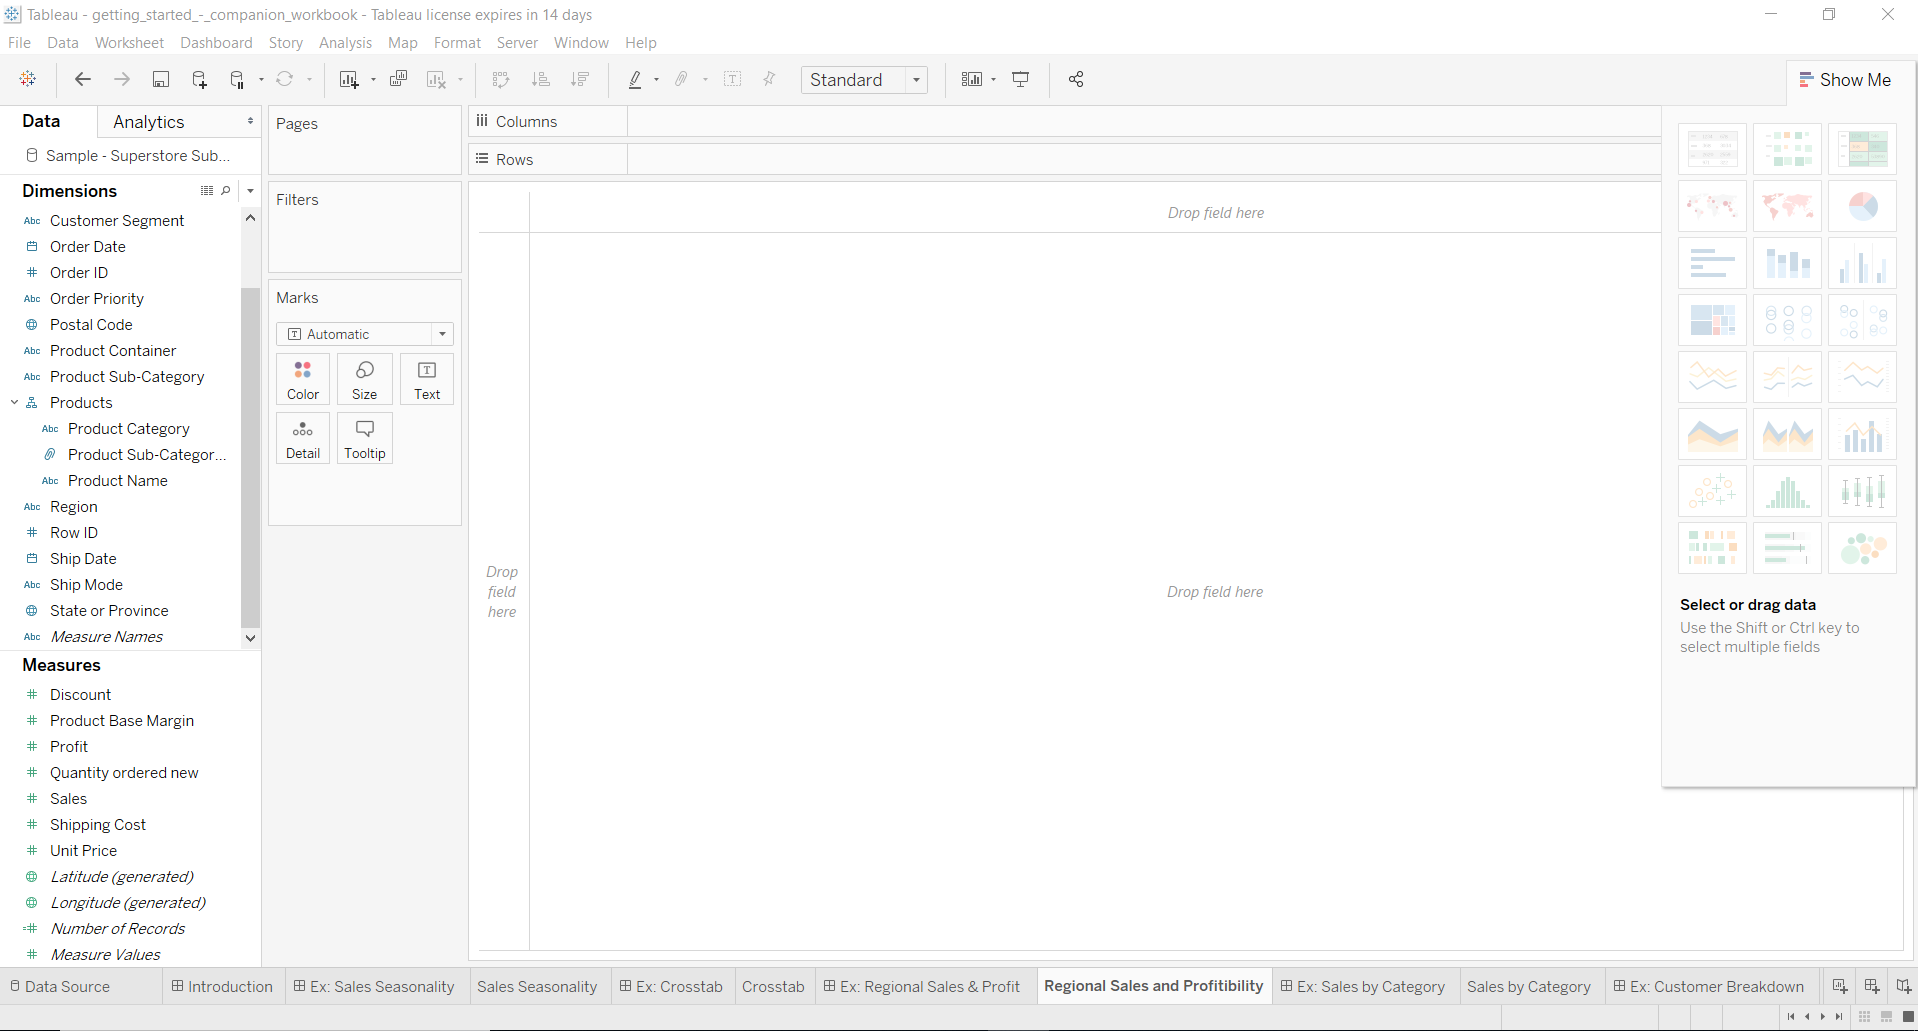 Tableau - getting_started_-_companion_workbook - Tableau license expires in 14 days
File Data Worksheet Dashboard Story Analysis Map Format Server Window Help
Standard
Show Me
Data
Analytics
Sample - Superstore Sub...
Dimensions
Abc Customer Segment
Order Date
Order ID
Abc Order Priority
Postal Code
Abc Product Container
Abc Product Sub-Category
Products
Abc Product Category
Product Sub-Categor...
Abc Product Name
Abc Region
Row ID
Ship Date
Abc Ship Mode
State or Province
Abc Measure Names
Measures
Discount
Product Base Margin
Profit
Quantity ordered new
Sales
Shipping Cost
Unit Price
Latitude (generated)
Longitude (generated)
Number of Records
Measure Values
Pages
Filters
Marks
Automatic
Color Size Text
Detail Tooltip
Columns
Rows
Drop field here
Drop
field
here
Drop field here
Select or drag data
Use the Shift or Ctrl key to
select multiple fields
Data Source Introduction Ex: Sales Seasonality Sales Seasonality Ex: Crosstab Crosstab Ex: Regional Sales & Profit Regional Sales and Profitibility Ex: Sales by Category Sales by Category Ex: Customer Breakdown